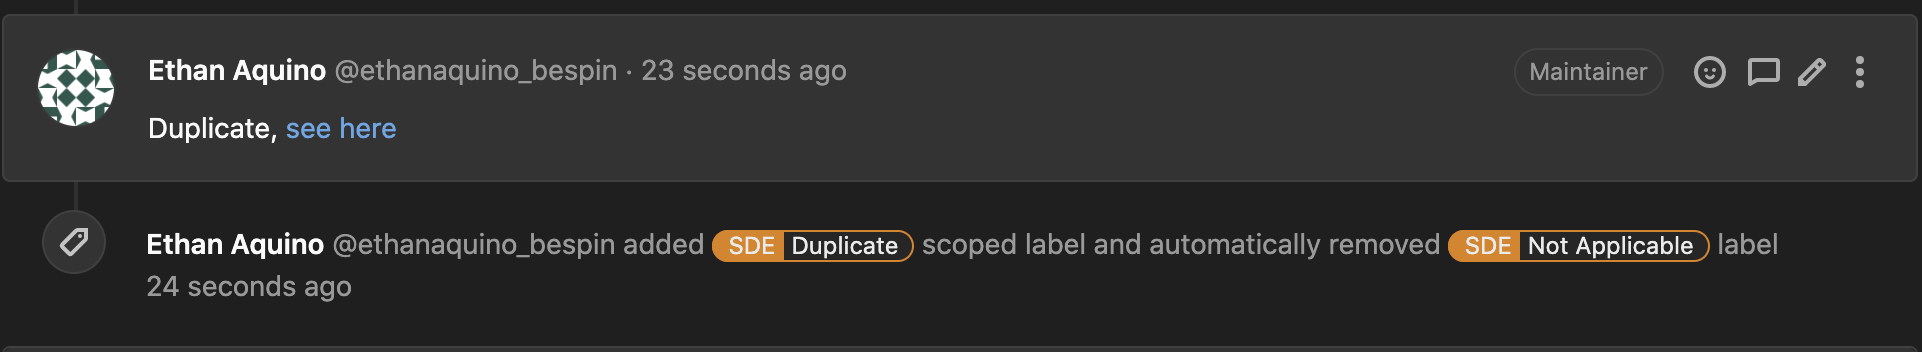 Ethan Aquino @ethanaquino_bespin · 23 seconds ago Maintainer
Duplicate, see here
Ethan Aquino @ethanaquino_bespin added SDE Duplicate scoped label and automatically removed SDE Not Applicable label
24 seconds ago